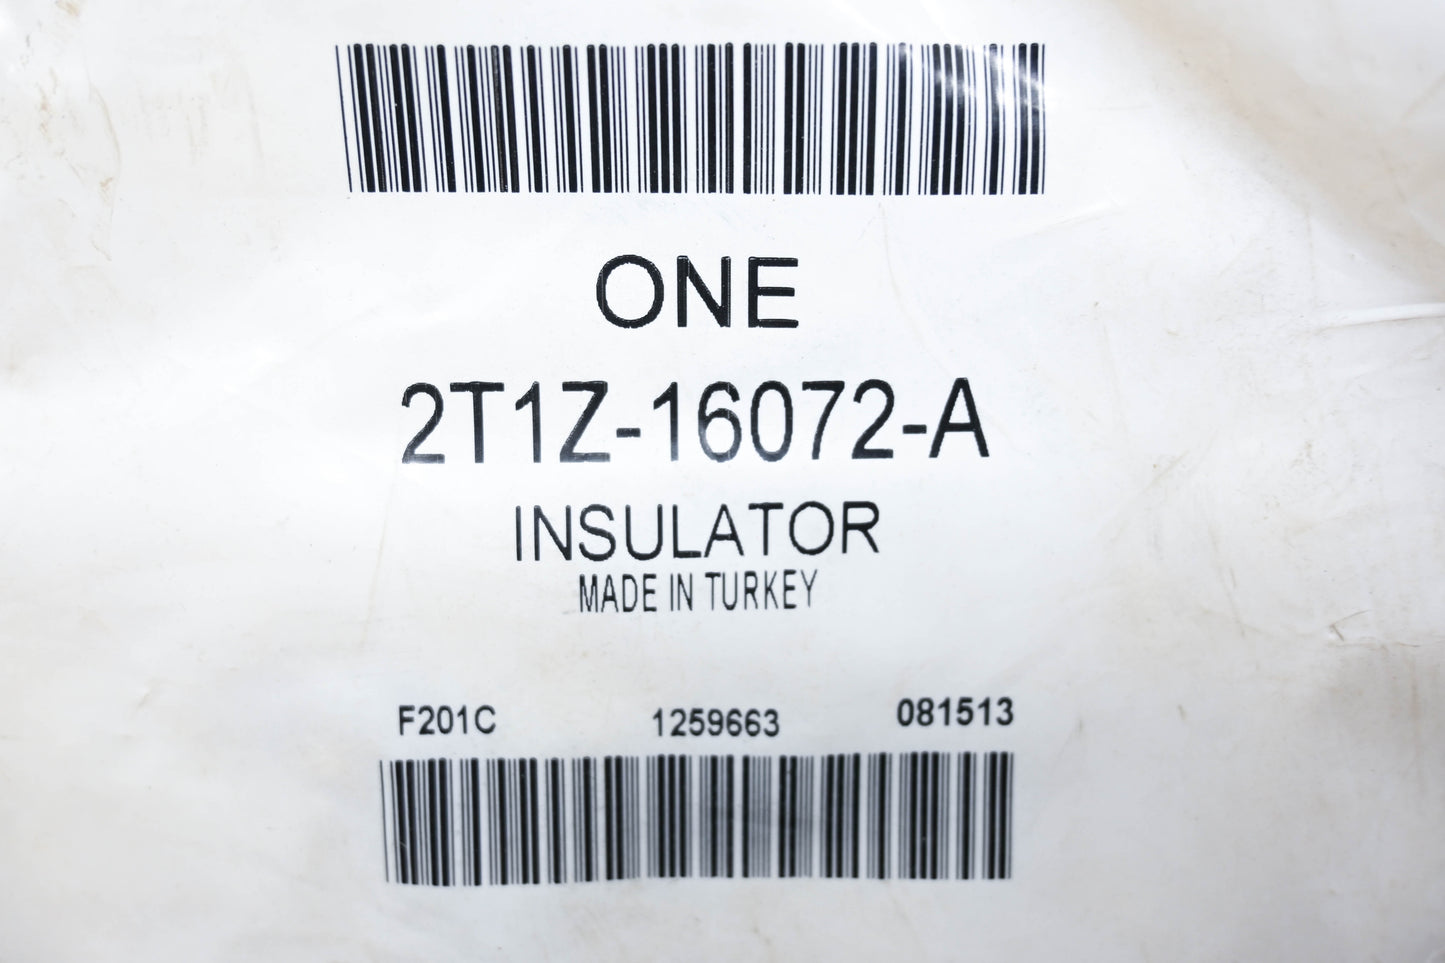 ONE
2T1Z-16072-A
INSULATOR
MADE IN TURKEY
F201C 1259663 081513